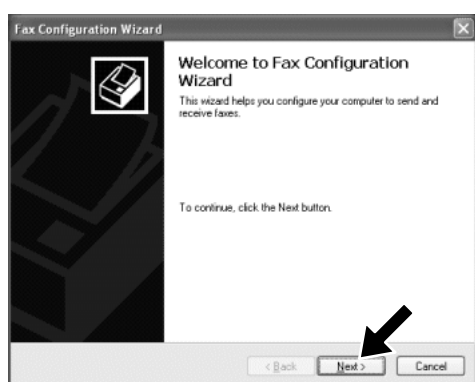 Fax Configuration Wizard
Welcome to Fax Configuration
Wizard
This wizard helps you configure your computer to send and
receive faxes.
To continue, click the Next button.
< Back Next > Cancel